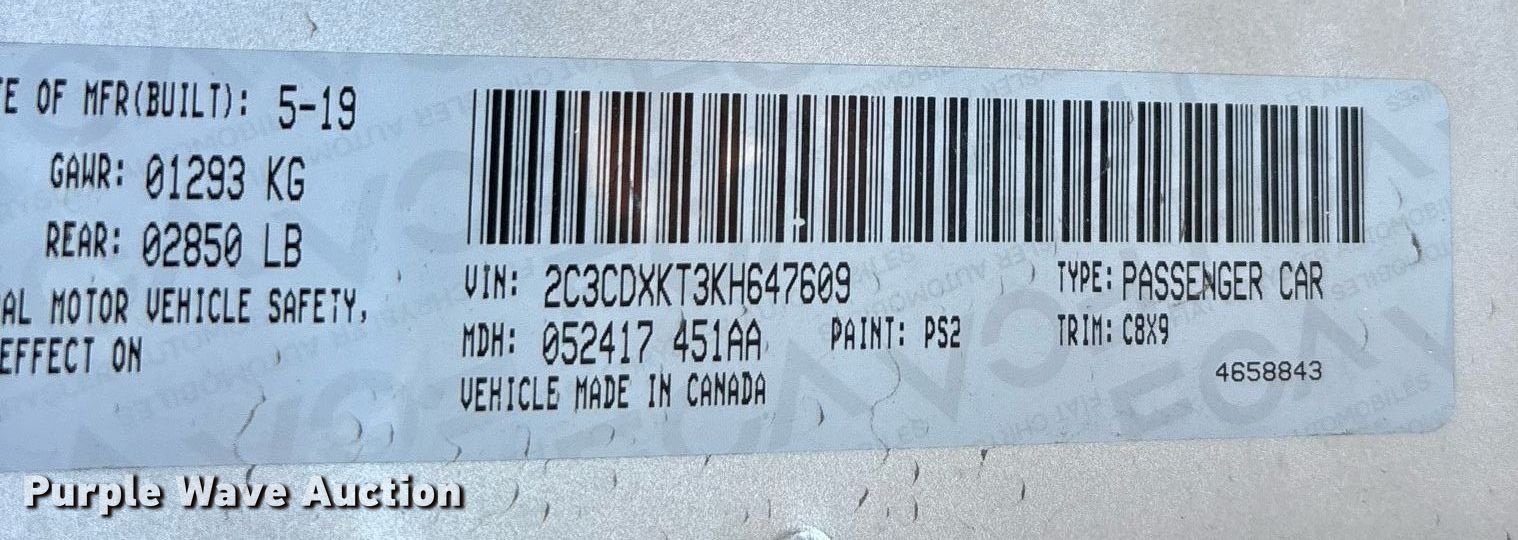 TE OF MFR(BUILT): 5-19
GAWR: 01293 KG
REAR: 02850 LB
AL MOTOR VEHICLE SAFETY,
EFFECT ON
VIN: 2C3CDXKT3KH647609
TYPE: PASSENGER CAR
MDH: 052417 451AA
PAINT: PS2
TRIM: C8X9
VEHICLE MADE IN CANADA
4658843
Purple Wave Auction